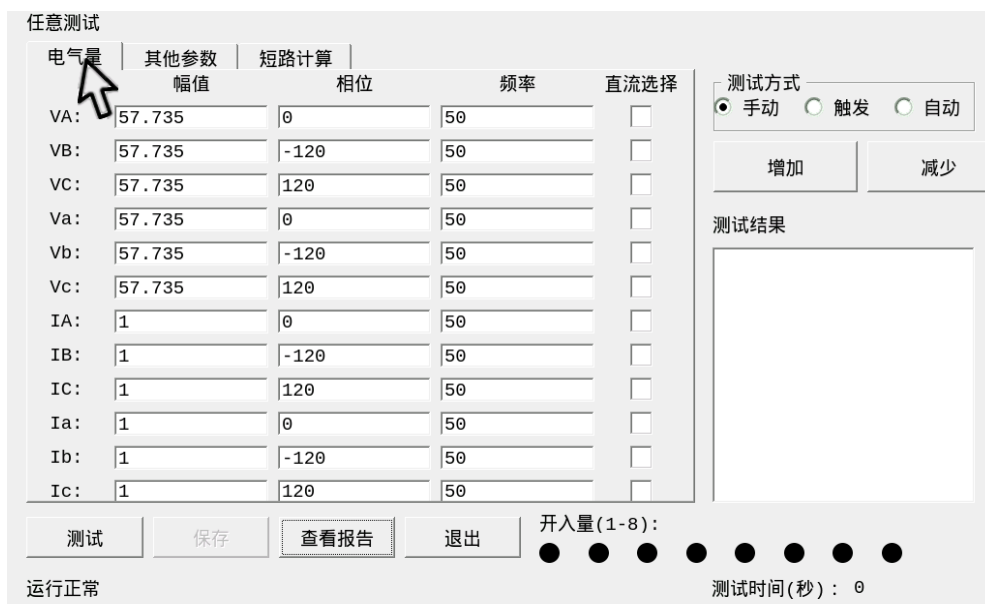 任意测试
电气量 其他参数 短路计算
幅值 相位 频率 直流选择
VA: 57.735 0 50
VB: 57.735 -120 50
VC: 57.735 120 50
Va: 57.735 0 50
Vb: 57.735 -120 50
Vc: 57.735 120 50
IA: 1 0 50
IB: 1 -120 50
IC: 1 120 50
Ia: 1 0 50
Ib: 1 -120 50
Ic: 1 120 50
测试方式
手动 触发 自动
增加 减少
测试结果
测试 保存 查看报告 退出
开入量(1-8):
运行正常
测试时间(秒): 0